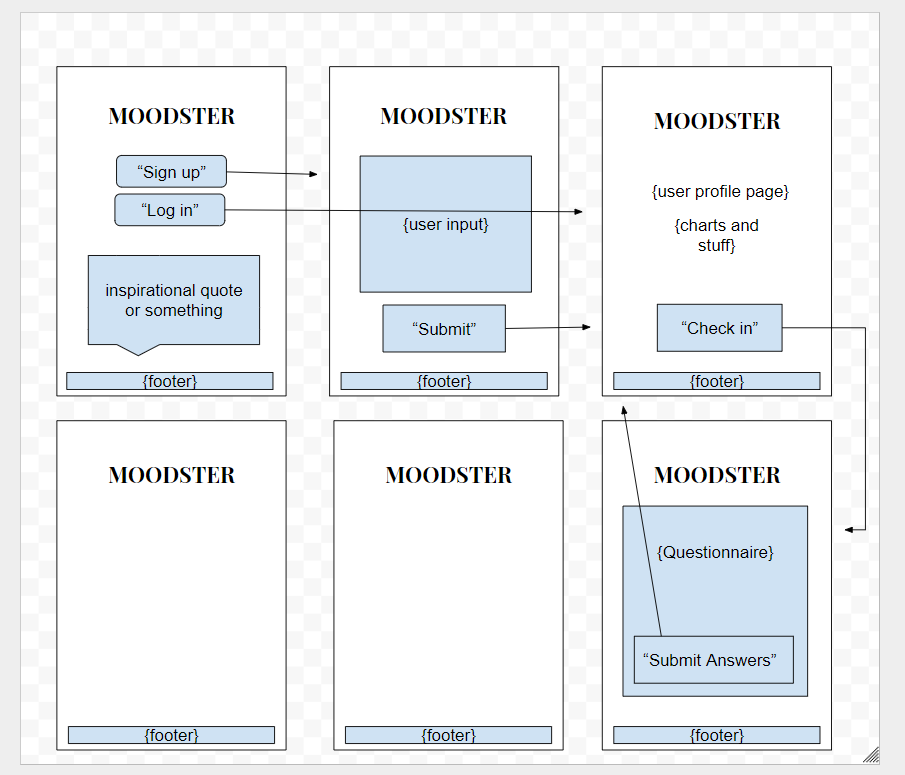 MOODSTER
“Sign up”
“Log in”
inspirational quote
or something
{footer}
MOODSTER
{user input}
“Submit”
{footer}
MOODSTER
{user profile page}
{charts and
stuff}
“Check in”
{footer}
MOODSTER
{footer}
MOODSTER
{footer}
MOODSTER
{Questionnaire}
“Submit Answers”
{footer}